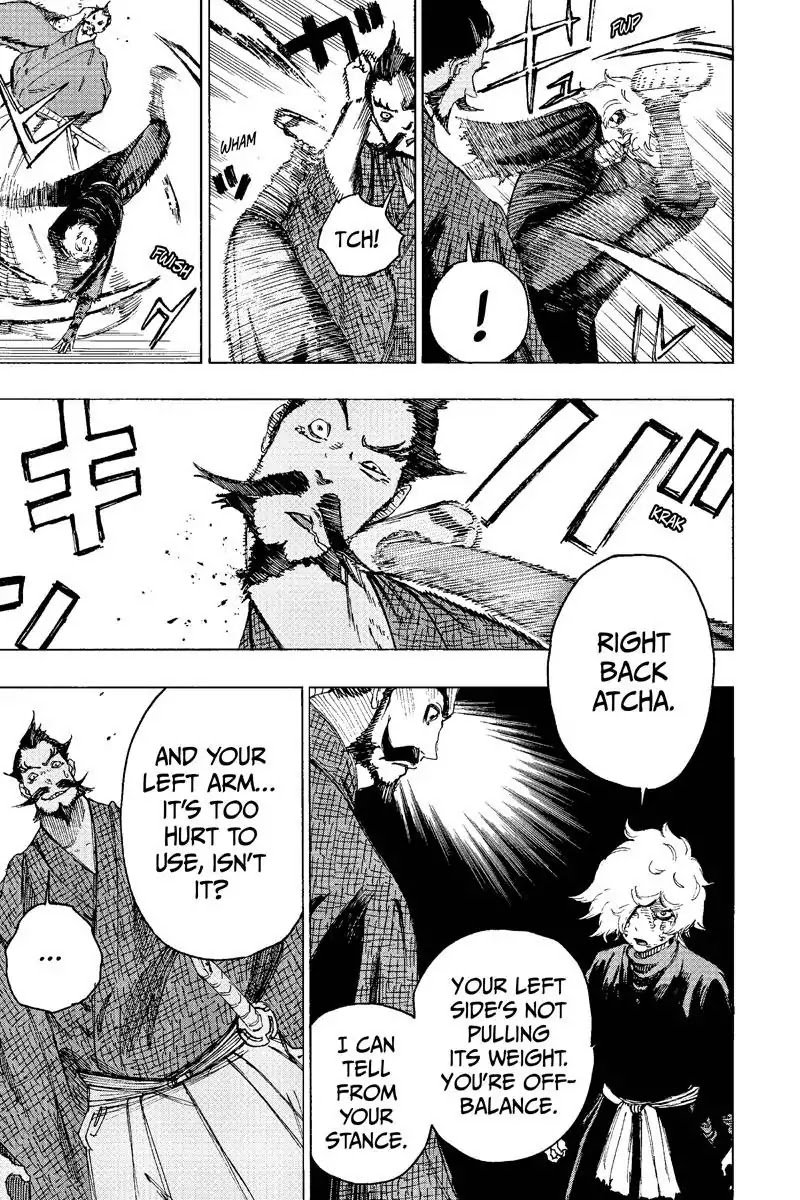 FWP
!
ガ
WHAM
TCH!
FWISH
KRAK
RIGHT
BACK
ATCHA.
YOUR LEFT
SIDE'S NOT
PULLING
ITS WEIGHT.
YOU'RE OFF-
BALANCE.
I CAN
TELL
FROM
YOUR
STANCE.
AND YOUR
LEFT ARM...
IT'S TOO
HURT TO
USE, ISN'T
IT?
...